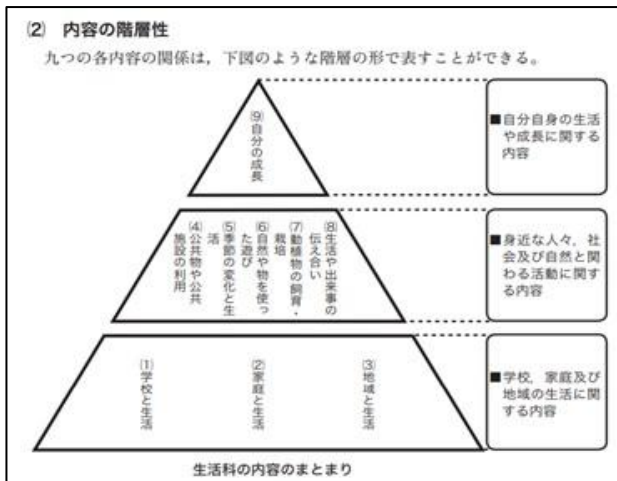 ⑵ 内容の階層性
九つの各内容の関係は，下図のような階層の形で表すことができる。
⑼自分の成長
■自分自身の生活
や成長に関する
内容
⑷公共物や公共
施設の利用
⑸季節の変化と生
活
⑹自然や物を使っ
た遊び
⑺動植物の飼育・
栽培
⑻生活や出来事の
伝え合い
■身近な人々，社
会及び自然と関
わる活動に関す
る内容
⑴学校と生活
⑵家庭と生活
⑶地域と生活
■学校，家庭及び
地域の生活に関
する内容
生活科の内容のまとまり